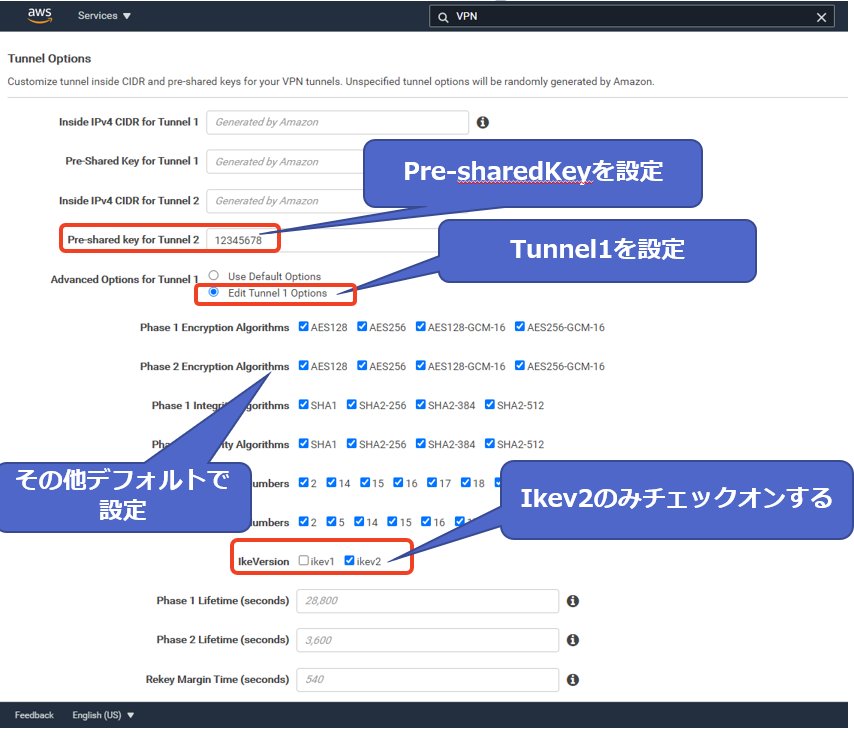 aws Services VPN
Tunnel Options
Customize tunnel inside CIDR and pre-shared keys for your VPN tunnels. Unspecified tunnel options will be randomly generated by Amazon.
Inside IPv4 CIDR for Tunnel 1 Generated by Amazon
Pre-Shared Key for Tunnel 1 Generated by Amazon
Pre-sharedKeyを設定
Inside IPv4 CIDR for Tunnel 2 Generated by Amazon
Pre-shared key for Tunnel 2 12345678
Tunnel1を設定
Advanced Options for Tunnel 1 Use Default Options
Edit Tunnel 1 Options
Phase 1 Encryption Algorithms AES128 AES256 AES128-GCM-16 AES256-GCM-16
Phase 2 Encryption Algorithms AES128 AES256 AES128-GCM-16 AES256-GCM-16
Phase 1 Integrity Algorithms SHA1 SHA2-256 SHA2-384 SHA2-512
Algorithms SHA1 SHA2-256 SHA2-384 SHA2-512
その他デフォルトで
設定
2 14 15 16 17 18
Ikev2のみチェックオンする
2 5 14 15 16
IkeVersion ikev1 ikev2
Phase 1 Lifetime (seconds) 28,800
Phase 2 Lifetime (seconds) 3,600
Rekey Margin Time (seconds) 540
Feedback English (US)